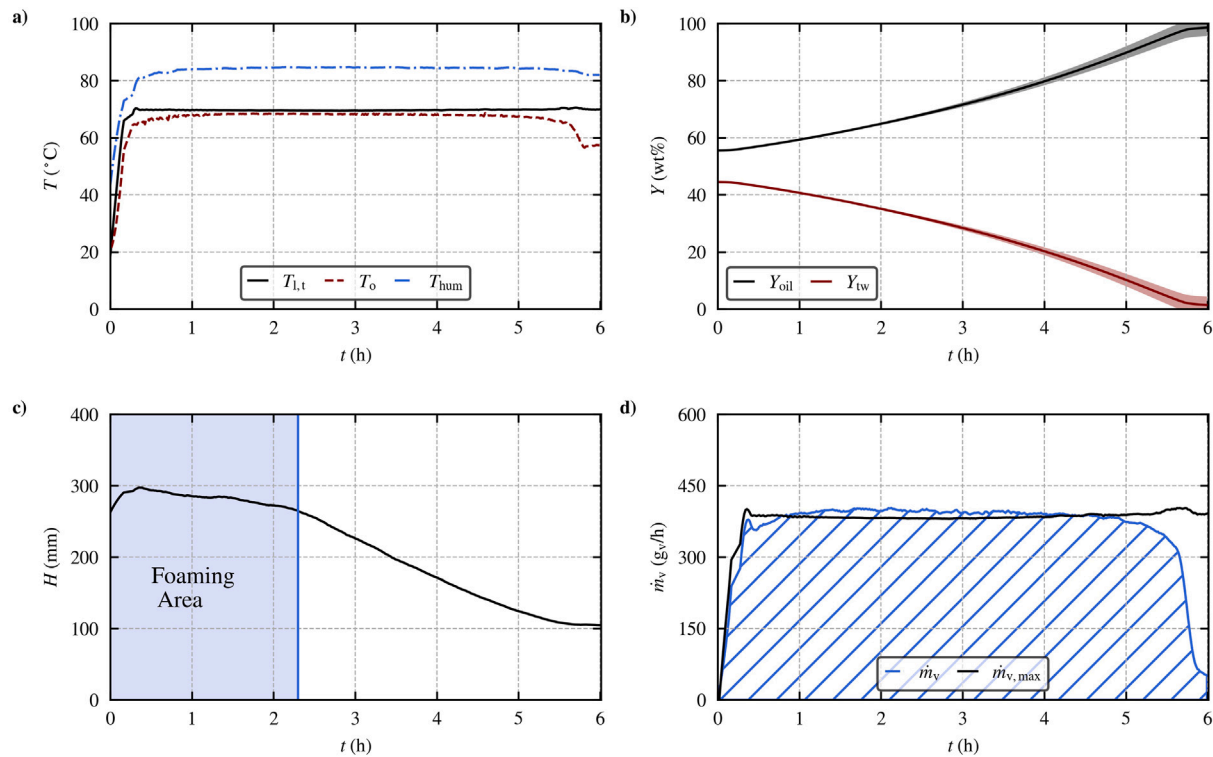 a)
100
80
60
40
20
0
T (°C)
T_l,t T_o T_hum
0 1 2 3 4 5 6
t (h)
b)
100
80
60
40
20
0
Y (wt%)
Y_oil Y_tw
0 1 2 3 4 5 6
t (h)
c)
400
300
200
100
0
H (mm)
Foaming
Area
0 1 2 3 4 5 6
t (h)
d)
600
450
300
150
0
ṁ_v (g_v/h)
ṁ_v ṁ_v,max
0 1 2 3 4 5 6
t (h)